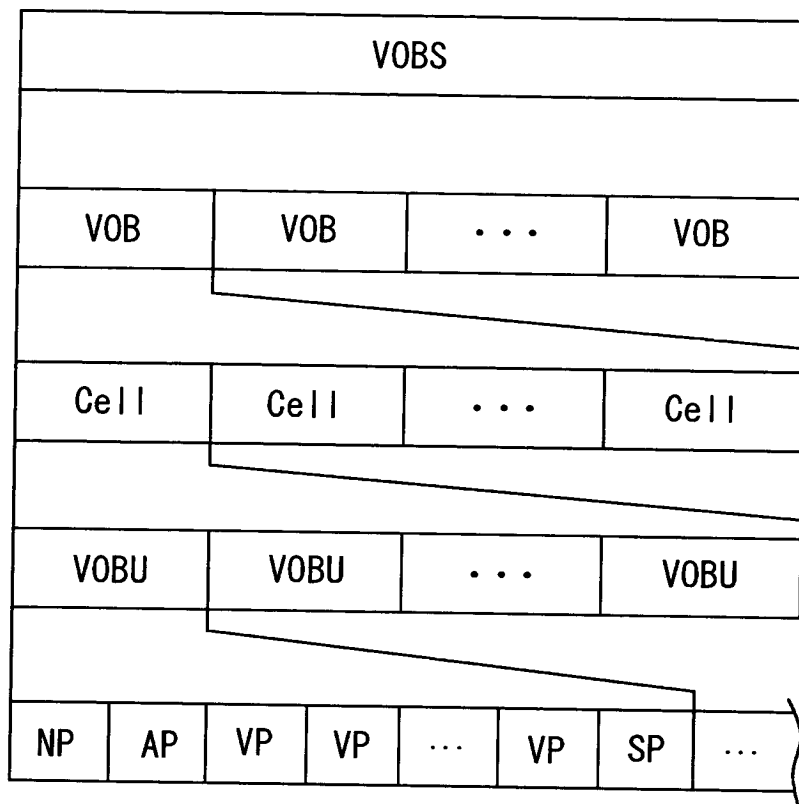 VOBS
VOB VOB ... VOB
Cell Cell ... Cell
VOBU VOBU ... VOBU
NP AP VP VP ... VP SP ...